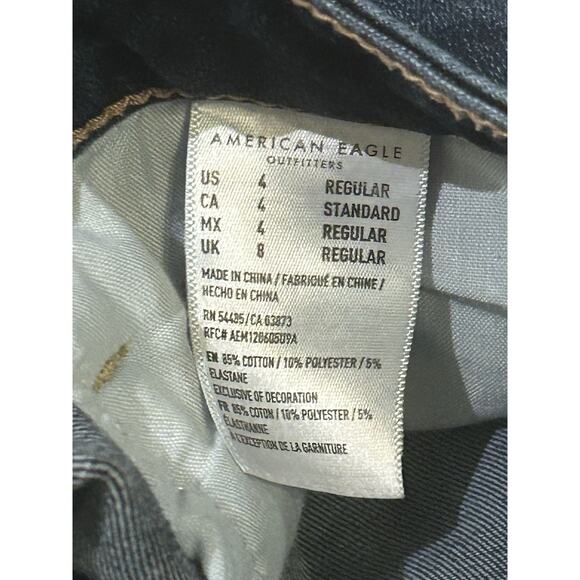 AMERICAN EAGLE
OUTFITTERS
US 4 REGULAR
CA 4 STANDARD
MX 4 REGULAR
UK 8 REGULAR
MADE IN CHINA / FABRIQUÉ EN CHINE /
HECHO EN CHINA
RN 54485/CA 03873
RFC# AEM1206050U9A
EN 85% COTTON / 10% POLYESTER / 5%
ELASTANE
EXCLUSIVE OF DECORATION
FR 85% COTON / 10% POLYESTER / 5%
ÉLASTHANNE
À L'EXCEPTION DE LA GARNITURE